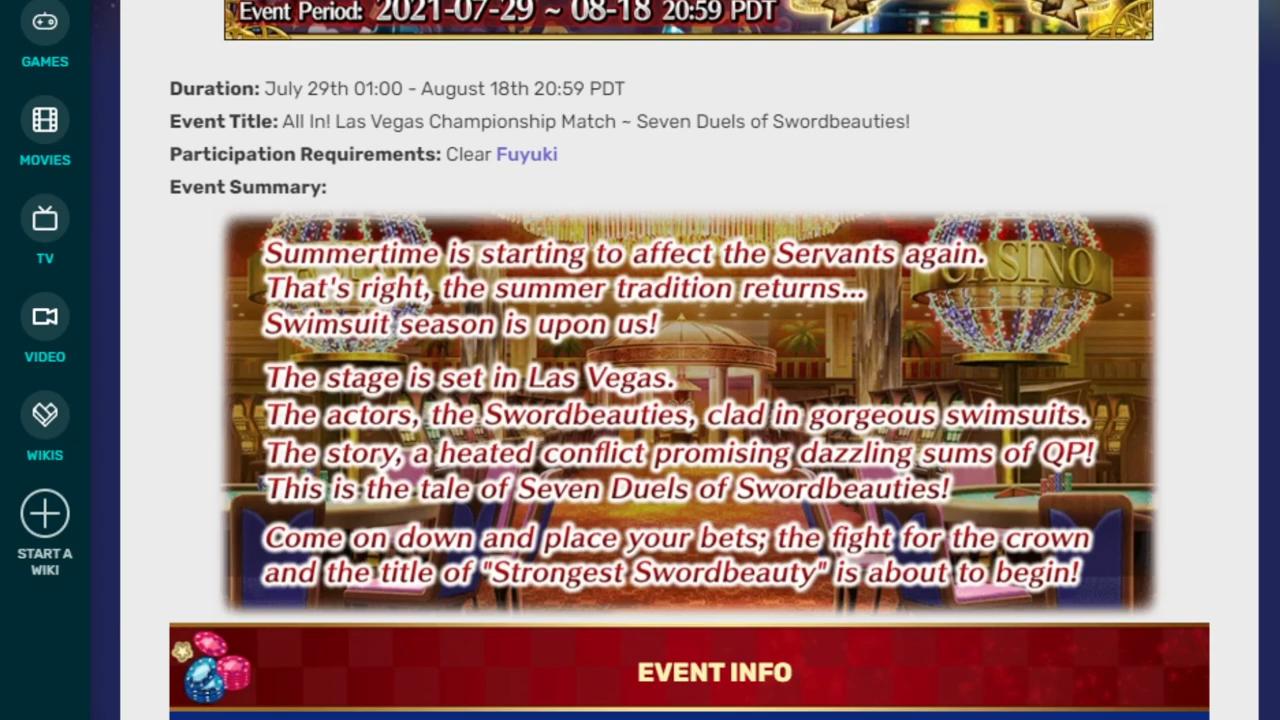 Event Period: 2021-07-29 ~ 08-18 20:59 PDT
GAMES
MOVIES
TV
VIDEO
WIKIS
START A
WIKI
Duration: July 29th 01:00 - August 18th 20:59 PDT
Event Title: All In! Las Vegas Championship Match ~ Seven Duels of Swordbeauties!
Participation Requirements: Clear Fuyuki
Event Summary:
CASINO
Summertime is starting to affect the Servants again.
That's right, the summer tradition returns...
Swimsuit season is upon us!
The stage is set in Las Vegas.
The actors, the Swordbeauties, clad in gorgeous swimsuits.
The story, a heated conflict promising dazzling sums of QP!
This is the tale of Seven Duels of Swordbeauties!
Come on down and place your bets; the fight for the crown
and the title of "Strongest Swordbeauty" is about to begin!
EVENT INFO